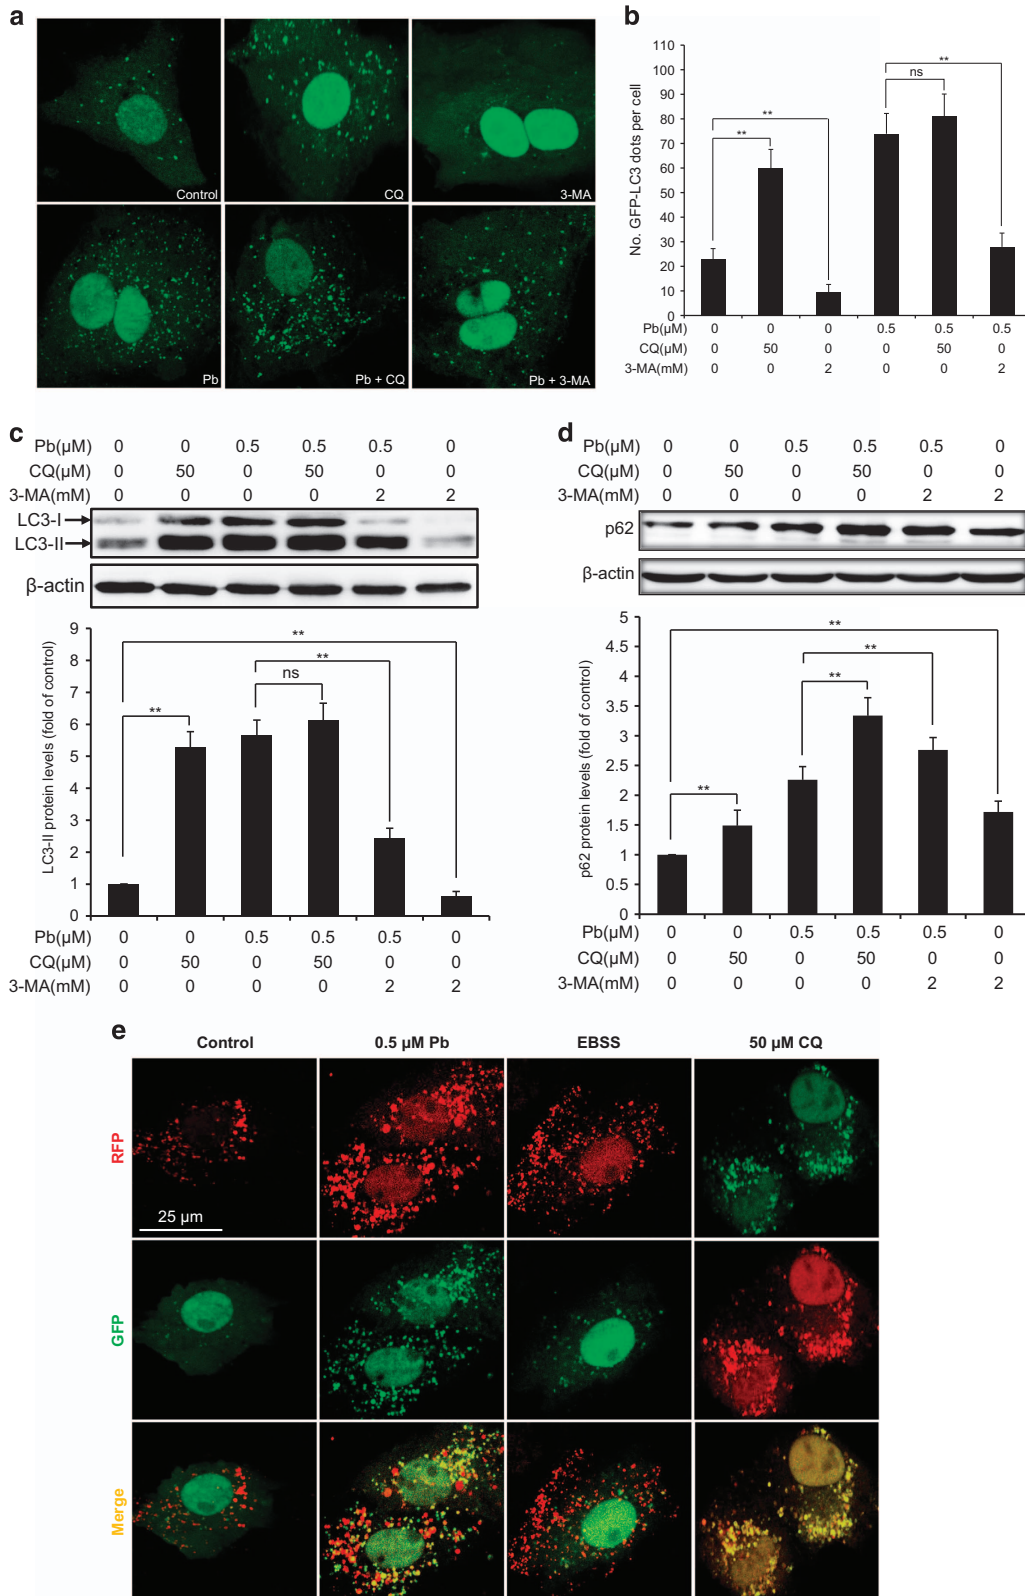 a
Control
CQ
3-MA
Pb
Pb + CQ
Pb + 3-MA
b
No. GFP-LC3 dots per cell
110
100
90
80
70
60
50
40
30
20
10
0
** ** ns **
Pb(µM) 0 0 0 0.5 0.5 0.5
CQ(µM) 0 50 0 0 50 0
3-MA(mM) 0 0 2 0 0 2
c
Pb(µM) 0 0 0.5 0.5 0.5 0
CQ(µM) 0 50 0 50 0 0
3-MA(mM) 0 0 0 0 2 2
LC3-I
LC3-II
β-actin
LC3-II protein levels (fold of control)
9
8
7
6
5
4
3
2
1
0
** ** ns **
Pb(µM) 0 0 0.5 0.5 0.5 0
CQ(µM) 0 50 0 50 0 0
3-MA(mM) 0 0 0 0 2 2
d
Pb(µM) 0 0 0.5 0.5 0.5 0
CQ(µM) 0 50 0 50 0 0
3-MA(mM) 0 0 0 0 2 2
p62
β-actin
p62 protein levels (fold of control)
5
4.5
4
3.5
3
2.5
2
1.5
1
0.5
0
** ** ** **
Pb(µM) 0 0 0.5 0.5 0.5 0
CQ(µM) 0 50 0 50 0 0
3-MA(mM) 0 0 0 0 2 2
e
Control 0.5 µM Pb EBSS 50 µM CQ
RFP
25 µm
GFP
Merge